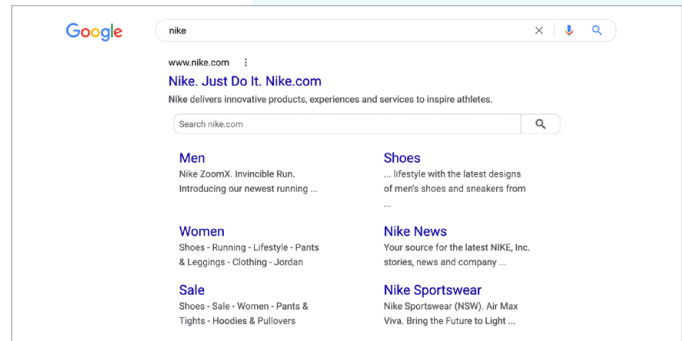 Google
nike
www.nike.com
Nike. Just Do It. Nike.com
Nike delivers innovative products, experiences and services to inspire athletes.
Search nike.com
Men
Nike ZoomX. Invincible Run.
Introducing our newest running ...
Shoes
... lifestyle with the latest designs
of men's shoes and sneakers from
...
Women
Shoes - Running - Lifestyle - Pants
& Leggings - Clothing - Jordan
Nike News
Your source for the latest NIKE, Inc.
stories, news and company ...
Sale
Shoes - Sale - Women - Pants &
Tights - Hoodies & Pullovers
Nike Sportswear
Nike Sportswear (NSW). Air Max
Viva. Bring the Future to Light ...